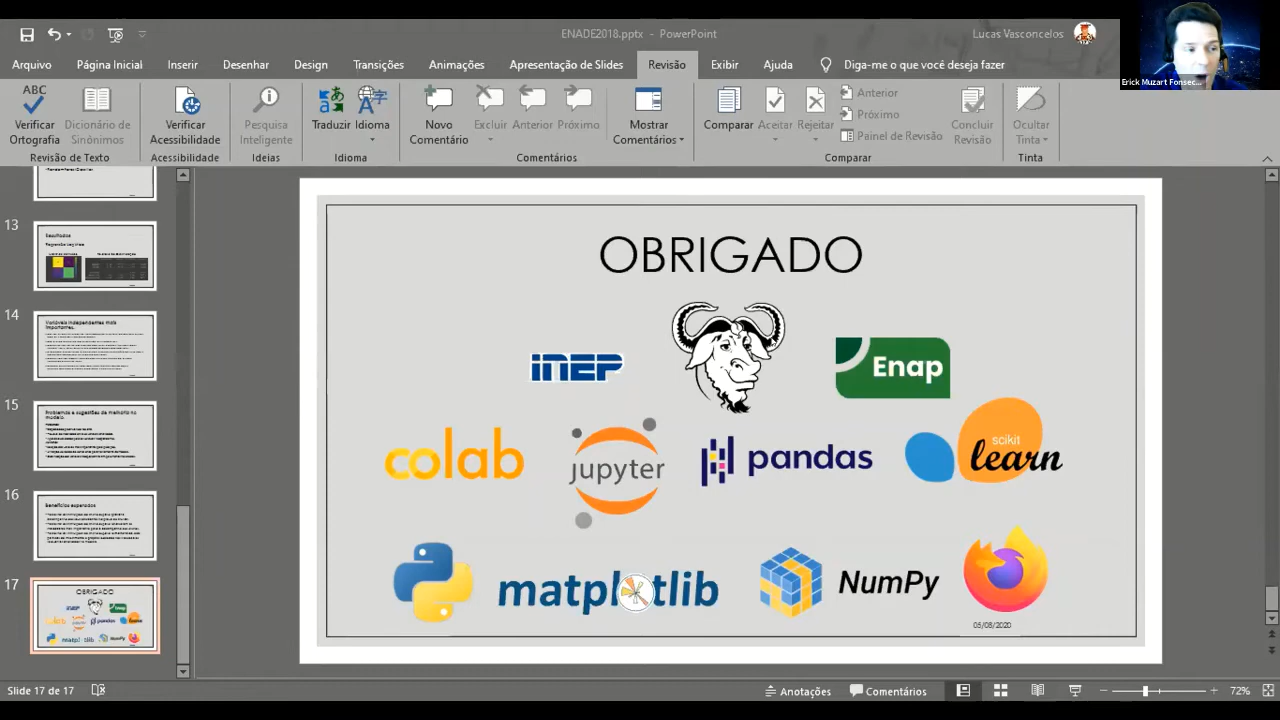 ENADE2018.pptx - PowerPoint
Lucas Vasconcelos
Erick Muzart Fonsec...
Arquivo Página Inicial Inserir Desenhar Design Transições Animações Apresentação de Slides Revisão Exibir Ajuda Diga-me o que você deseja fazer
ABC
Verificar Ortografia
Dicionário de Sinônimos
Verificar Acessibilidade
Pesquisa Inteligente
Traduzir
Idioma
Novo Comentário
Excluir
Anterior
Próximo
Mostrar Comentários
Comparar
Aceitar
Rejeitar
Anterior
Próximo
Painel de Revisão
Concluir Revisão
Ocultar Tinta
Revisão de Texto Acessibilidade Ideias Idioma Comentários Comparar Tinta
13
Resultados
14
Variáveis independentes mais importantes.
15
Problemas e sugestões de melhoria no modelo.
16
Benefícios esperados
17
OBRIGADO
OBRIGADO
INEP
Enap
colab
jupyter
pandas
scikit
learn
matplotlib
NumPy
05/08/2020
Slide 17 de 17
Anotações
Comentários
72%